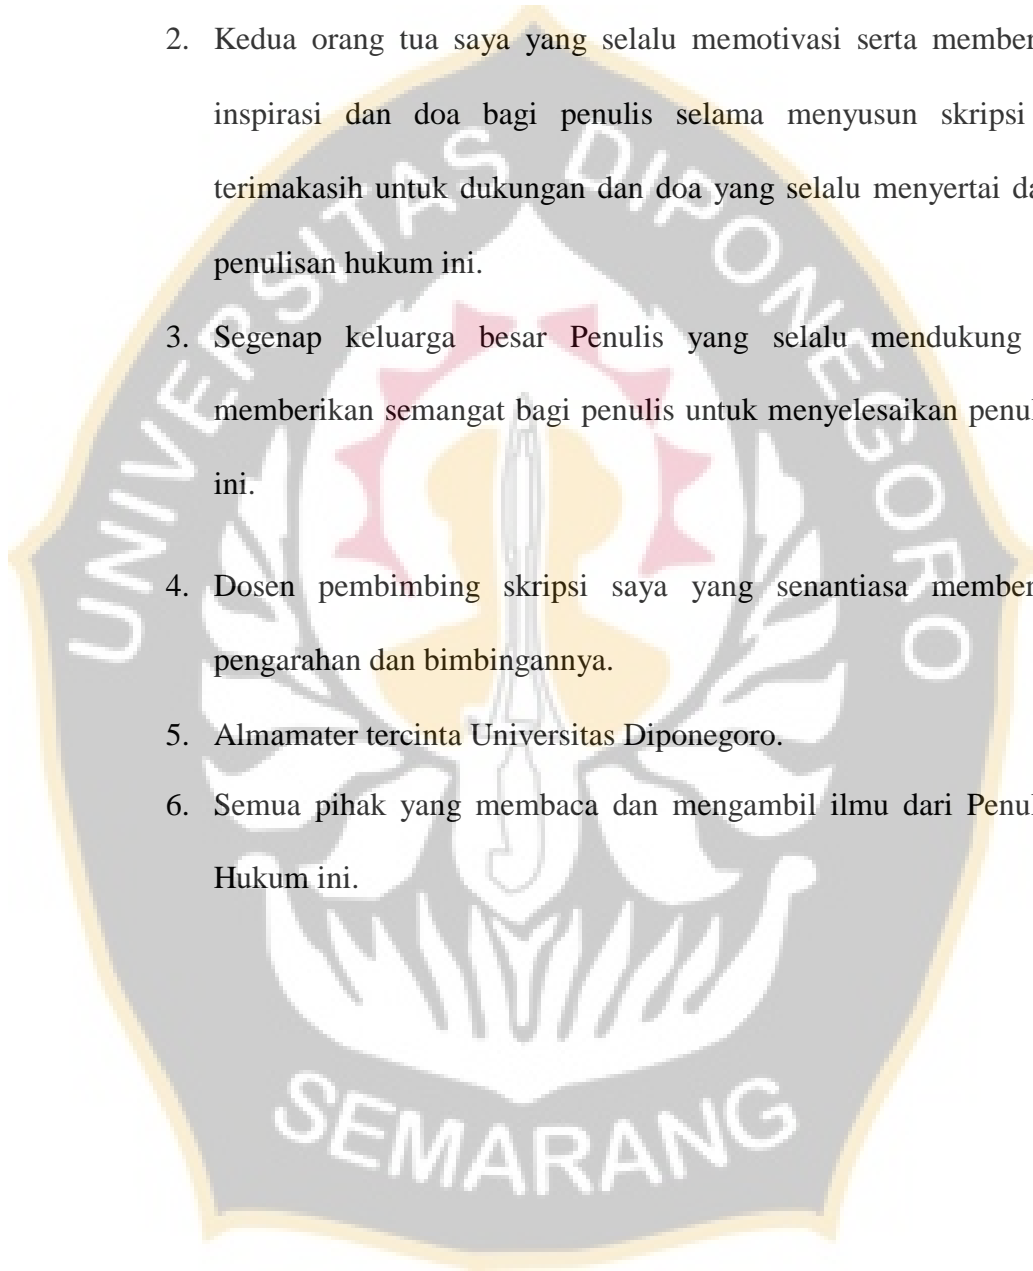 2. Kedua orang tua saya yang selalu memotivasi serta member
inspirasi dan doa bagi penulis selama menyusun skripsi
terimakasih untuk dukungan dan doa yang selalu menyertai da
penulisan hukum ini.
3. Segenap keluarga besar Penulis yang selalu mendukung
memberikan semangat bagi penulis untuk menyelesaikan penul
ini.
4. Dosen pembimbing skripsi saya yang senantiasa member
pengarahan dan bimbingannya.
5. Almamater tercinta Universitas Diponegoro.
6. Semua pihak yang membaca dan mengambil ilmu dari Penul
Hukum ini.
UNIVERSITAS DIPONEGORO
SEMARANG